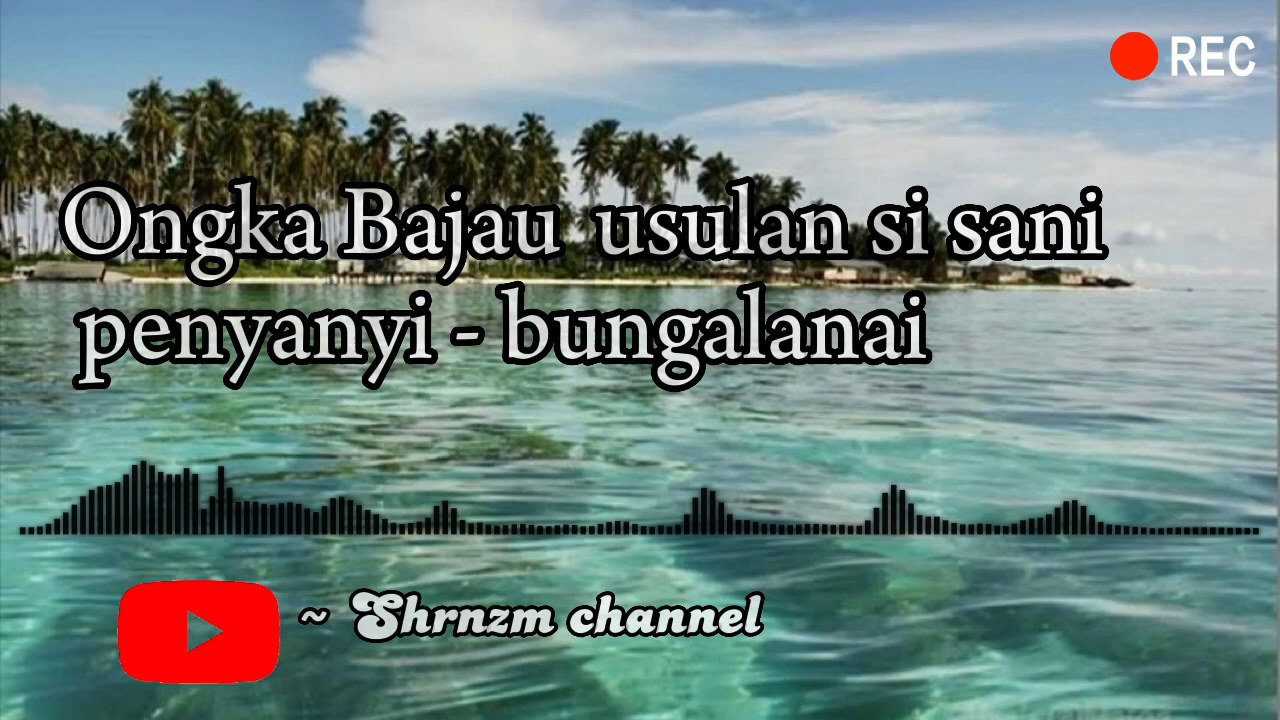 REC
Ongka Bajau usulan si sani
penyanyi - bungalanai
~ Shrnzm channel